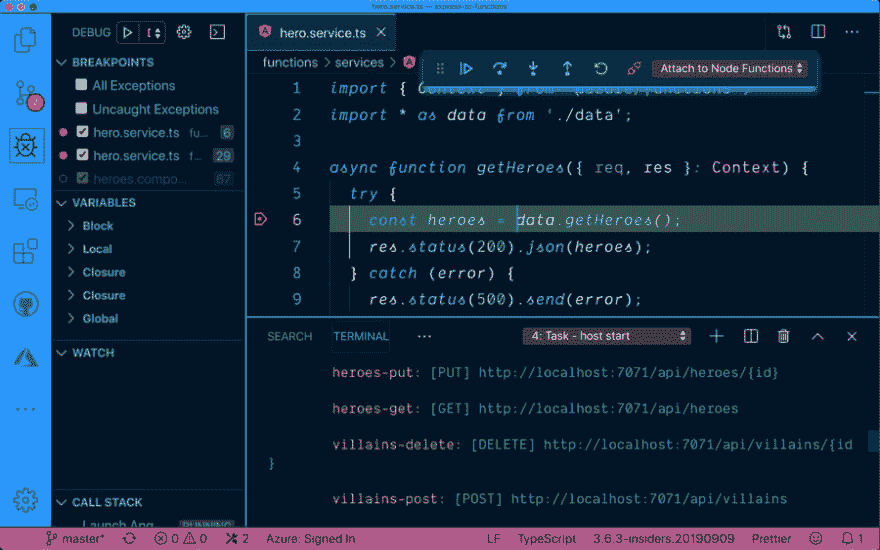 hero.service.ts — express-to-functions
DEBUG
hero.service.ts
BREAKPOINTS
All Exceptions
Uncaught Exceptions
hero.service.ts fu... 6
hero.service.ts f... 29
heroes.compo... 67
VARIABLES
Block
Local
Closure
Closure
Global
WATCH
CALL STACK
RUNNING
functions > services >
Attach to Node Functions
1 import { Context } from
2 import * as data from './data';
3
4 async function getHeroes({ req, res }: Context) {
5 try {
6 const heroes = data.getHeroes();
7 res.status(200).json(heroes);
8 } catch (error) {
9 res.status(500).send(error);
SEARCH TERMINAL ... 4: Task - host start
heroes-put: [PUT] http://localhost:7071/api/heroes/{id}
heroes-get: [GET] http://localhost:7071/api/heroes
villains-delete: [DELETE] http://localhost:7071/api/villains/{id
}
villains-post: [POST] http://localhost:7071/api/villains
master* 0 0 2 Azure: Signed In LF TypeScript 3.6.3-insiders.20190909 Prettier 1